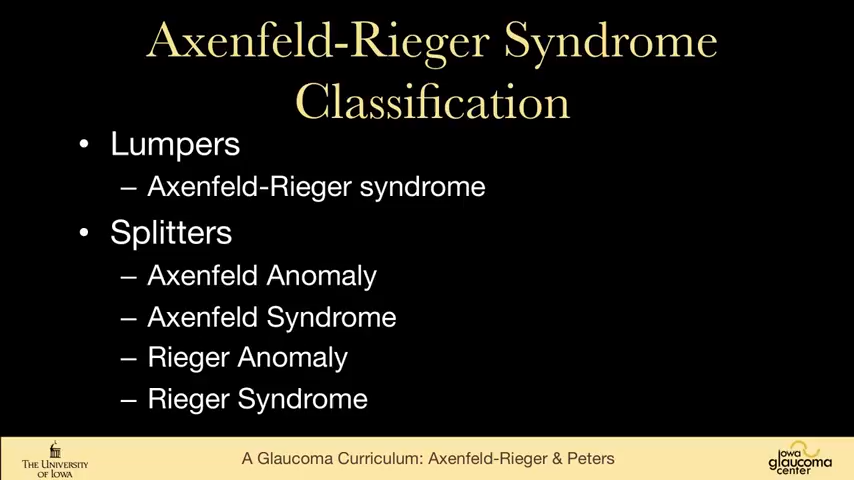 Axenfeld-Rieger Syndrome
Classification
• Lumpers
– Axenfeld-Rieger syndrome
• Splitters
– Axenfeld Anomaly
– Axenfeld Syndrome
– Rieger Anomaly
– Rieger Syndrome
THE UNIVERSITY
OF IOWA
A Glaucoma Curriculum: Axenfeld-Rieger & Peters
iowa
glaucoma
center